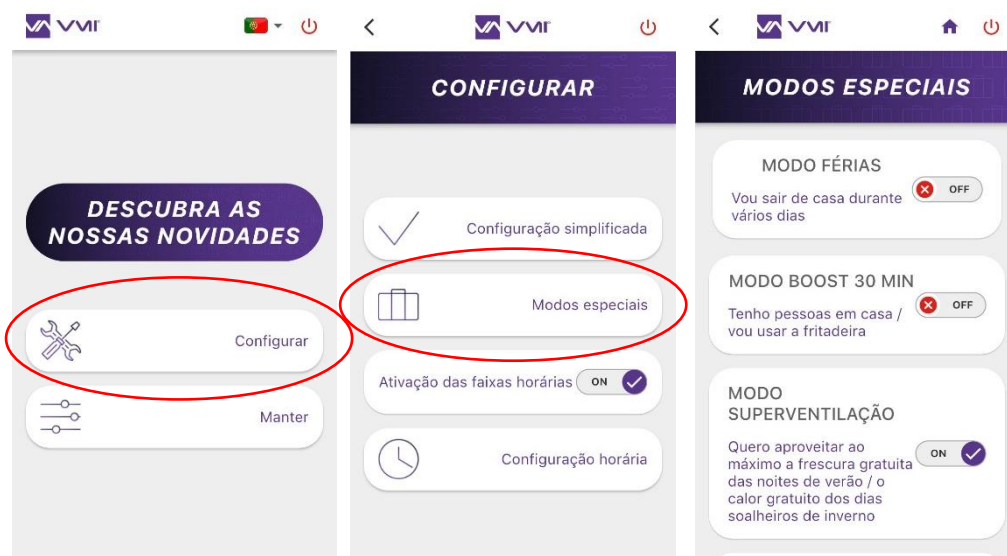 VMI
DESCUBRA AS
NOSSAS NOVIDADES
Configurar
Manter
VMI
CONFIGURAR
Configuração simplificada
Modos especiais
Ativação das faixas horárias ON
Configuração horária
VMI
MODOS ESPECIAIS
MODO FÉRIAS
Vou sair de casa durante
vários dias
OFF
MODO BOOST 30 MIN
Tenho pessoas em casa /
vou usar a fritadeira
OFF
MODO
SUPERVENTILAÇÃO
Quero aproveitar ao
máximo a frescura gratuita
das noites de verão / o
calor gratuito dos dias
soalheiros de inverno
ON